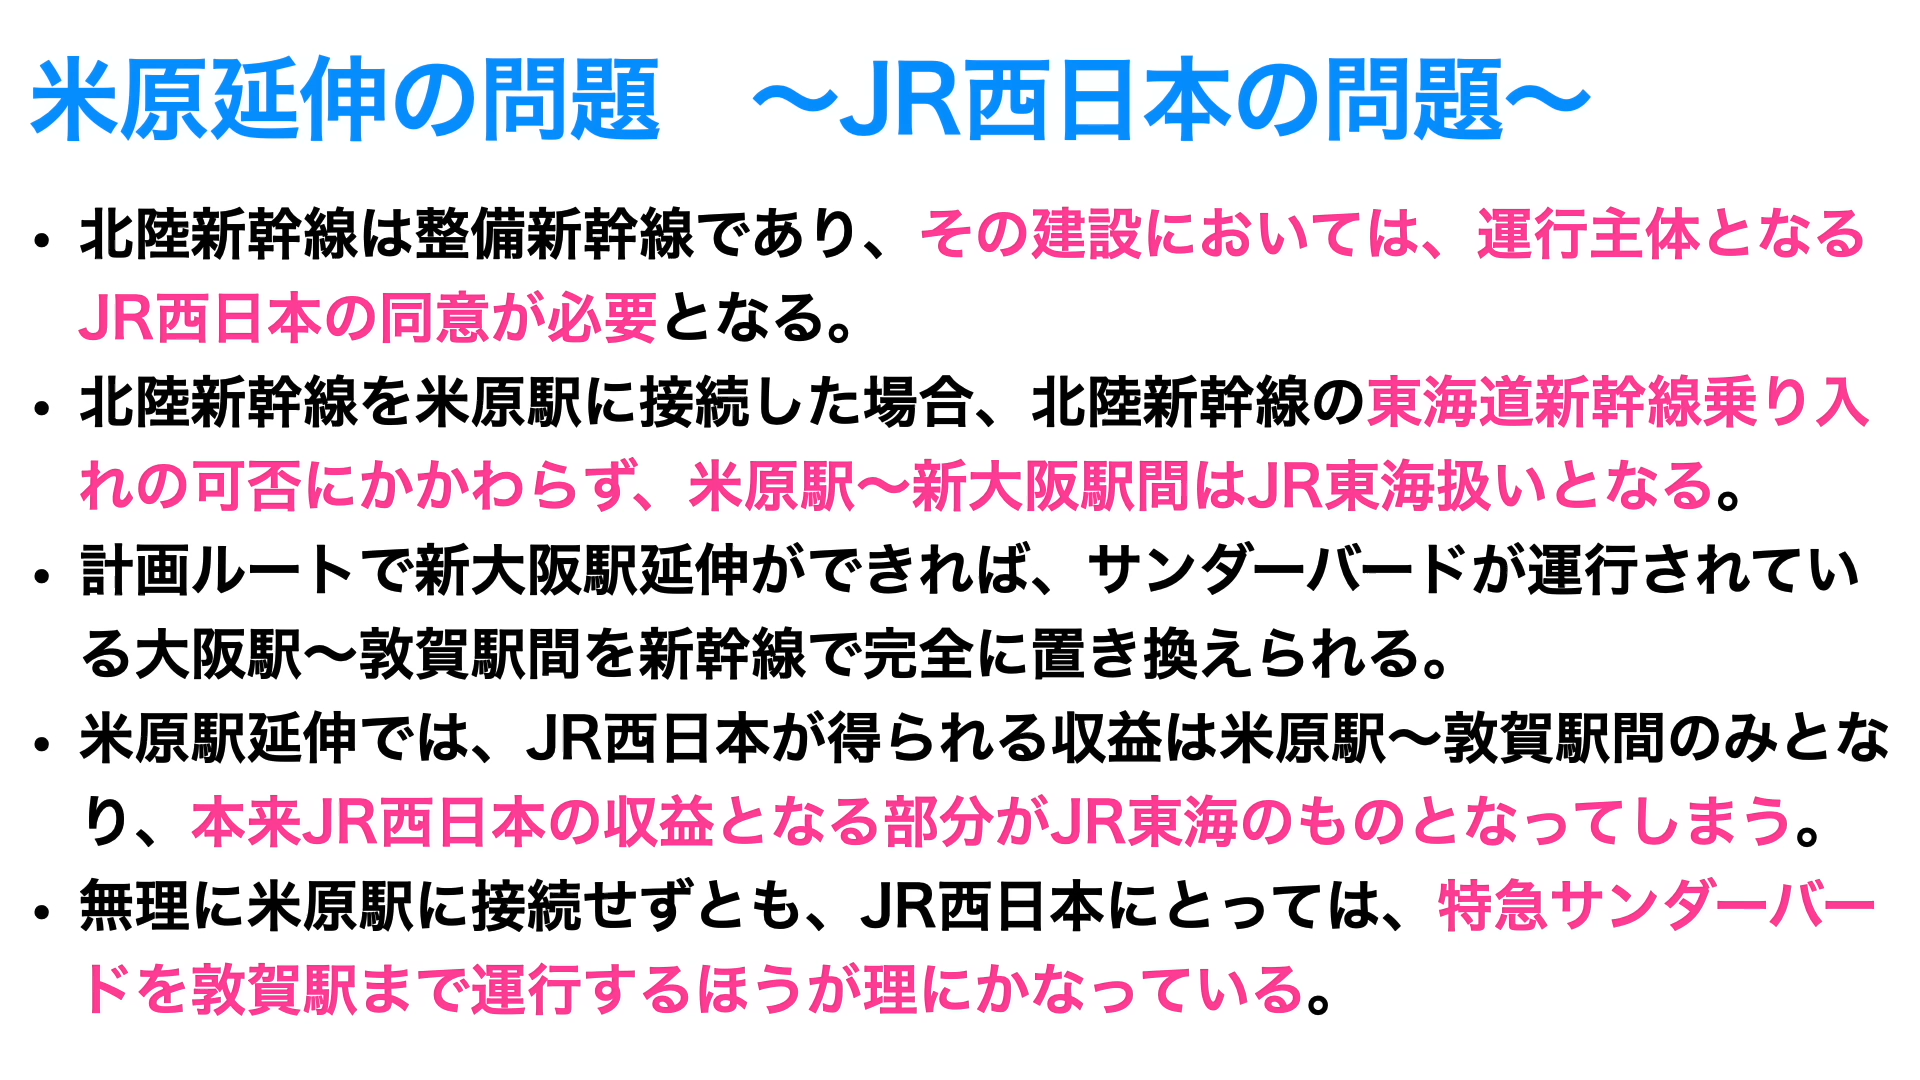 米原延伸の問題　〜JR西日本の問題〜
• 北陸新幹線は整備新幹線であり、その建設においては、運行主体となる
JR西日本の同意が必要となる。
• 北陸新幹線を米原駅に接続した場合、北陸新幹線の東海道新幹線乗り入
れの可否にかかわらず、米原駅〜新大阪駅間はJR東海扱いとなる。
• 計画ルートで新大阪駅延伸ができれば、サンダーバードが運行されてい
る大阪駅〜敦賀駅間を新幹線で完全に置き換えられる。
• 米原駅延伸では、JR西日本が得られる収益は米原駅〜敦賀駅間のみとな
り、本来JR西日本の収益となる部分がJR東海のものとなってしまう。
• 無理に米原駅に接続せずとも、JR西日本にとっては、特急サンダーバー
ドを敦賀駅まで運行するほうが理にかなっている。